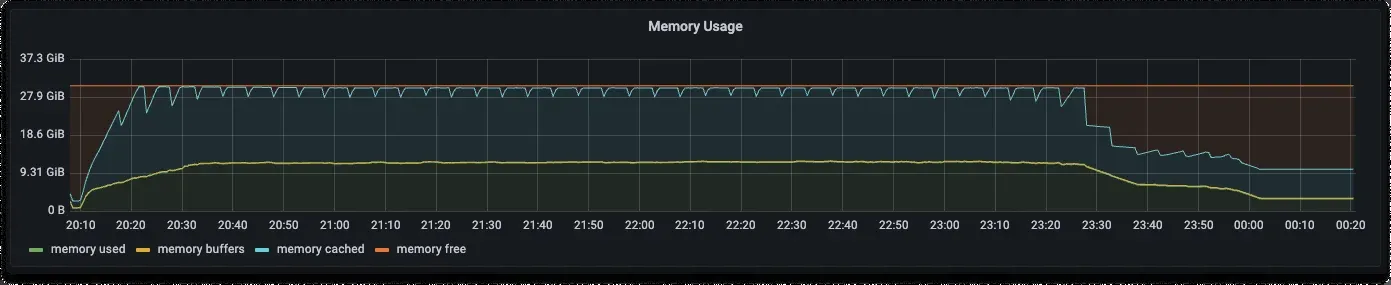 Memory Usage
37.3 GiB
27.9 GiB
18.6 GiB
9.31 GiB
0 B
20:10 20:20 20:30 20:40 20:50 21:00 21:10 21:20 21:30 21:40 21:50 22:00 22:10 22:20 22:30 22:40 22:50 23:00 23:10 23:20 23:30 23:40 23:50 00:00 00:10 00:20
memory used memory buffers memory cached memory free